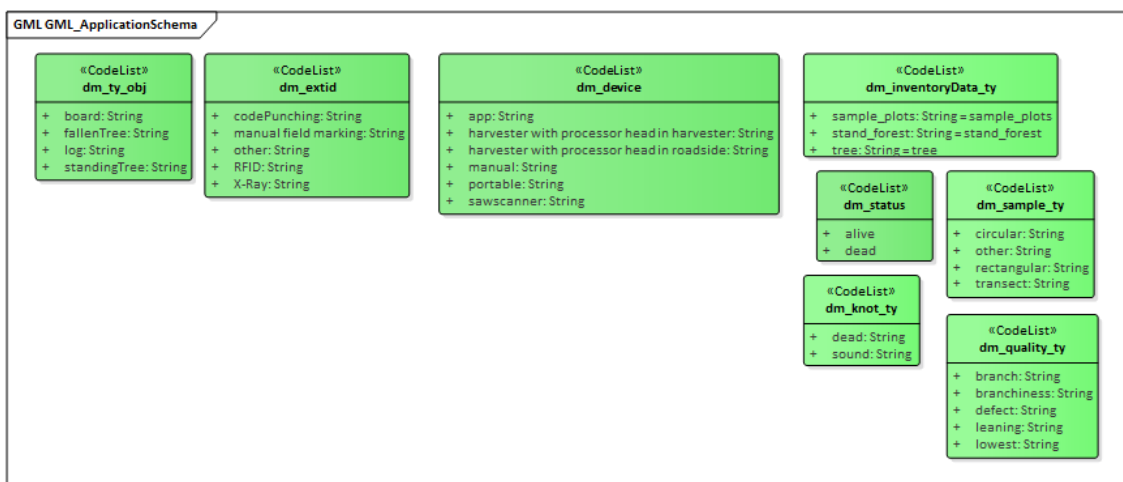 GML GML_ApplicationSchema
«CodeList»
dm_ty_obj
+ board: String
+ fallenTree: String
+ log: String
+ standingTree: String
«CodeList»
dm_extid
+ codePunching: String
+ manual field marking: String
+ other: String
+ RFID: String
+ X-Ray: String
«CodeList»
dm_device
+ app: String
+ harvester with processor head in harvester: String
+ harvester with processor head in roadside: String
+ manual: String
+ portable: String
+ sawscanner: String
«CodeList»
dm_inventoryData_ty
+ sample_plots: String = sample_plots
+ stand_forest: String = stand_forest
+ tree: String = tree
«CodeList»
dm_status
+ alive
+ dead
«CodeList»
dm_sample_ty
+ circular: String
+ other: String
+ rectangular: String
+ transect: String
«CodeList»
dm_knot_ty
+ dead: String
+ sound: String
«CodeList»
dm_quality_ty
+ branch: String
+ branchiness: String
+ defect: String
+ leaning: String
+ lowest: String